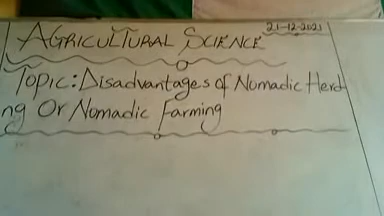 21-12-2021
AGRICULTURAL SCIENCE
Topic: Disadvantages of Nomadic Herd
ng Or Nomadic Farming